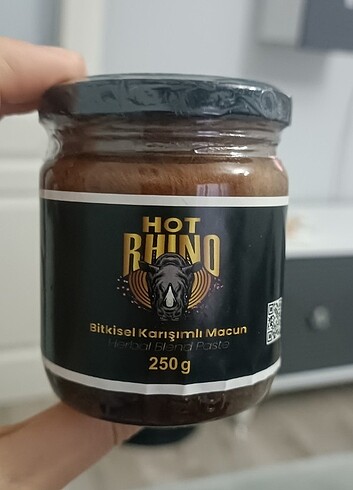 HOT
RHINO
Bitkisel Karışımlı Macun
Herbal Blend Paste
250 g